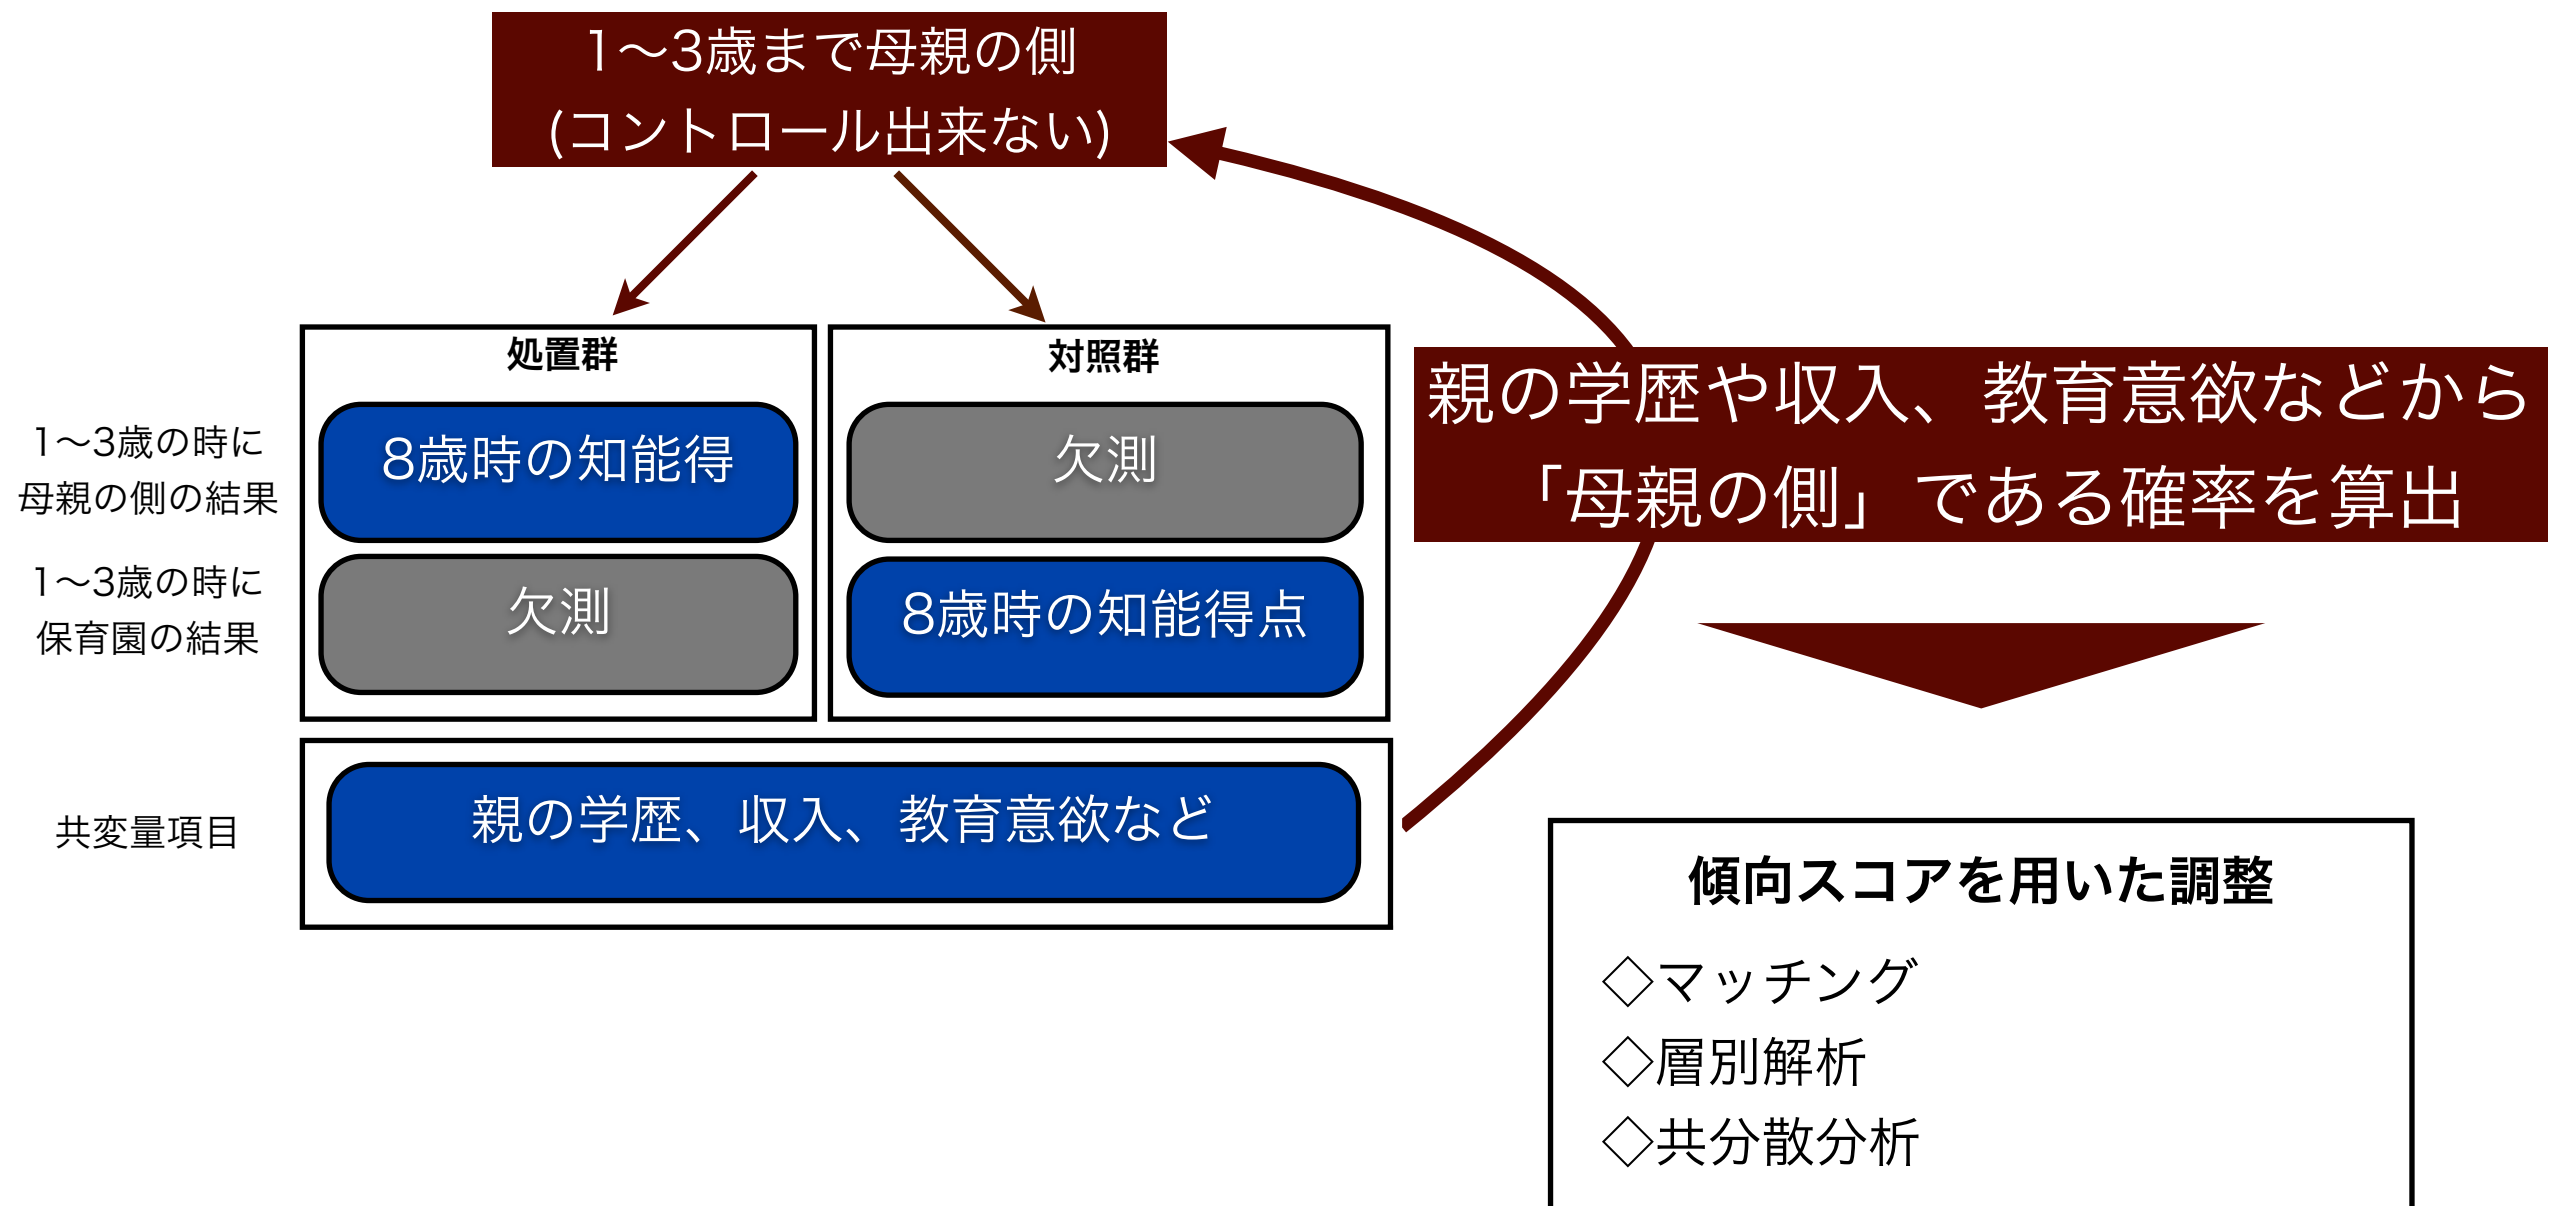 1〜3歳まで母親の側
(コントロール出来ない)
処置群
対照群
1〜3歳の時に
母親の側の結果
8歳時の知能得
欠測
1〜3歳の時に
保育園の結果
欠測
8歳時の知能得点
共変量項目
親の学歴、収入、教育意欲など
親の学歴や収入、教育意欲などから
「母親の側」である確率を算出
傾向スコアを用いた調整
◇マッチング
◇層別解析
◇共分散分析